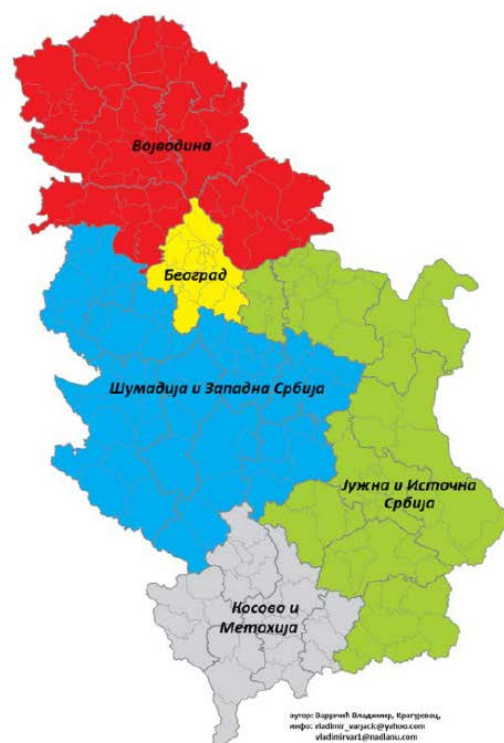 Војводина
Београд
Шумадија и Западна Србија
Јужна и Источна
Србија
Косово и
Метохија
аутор: Варјачић Владимир, Крагујевац,
инфо: vladimir_varjacic@yahoo.com
vladimirvar1@nadlanu.com